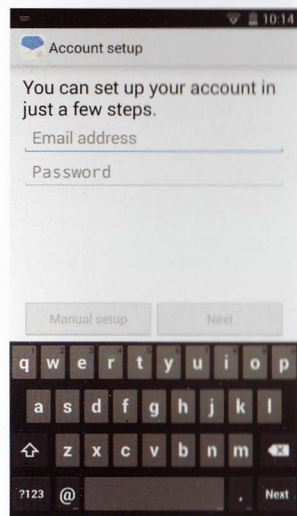 10:14
Account setup
You can set up your account in
just a few steps.
Email address
Password
Manual setup
Next
q w e r t y u i o p
a s d f g h j k l
z x c v b n m
?123 @ . Next